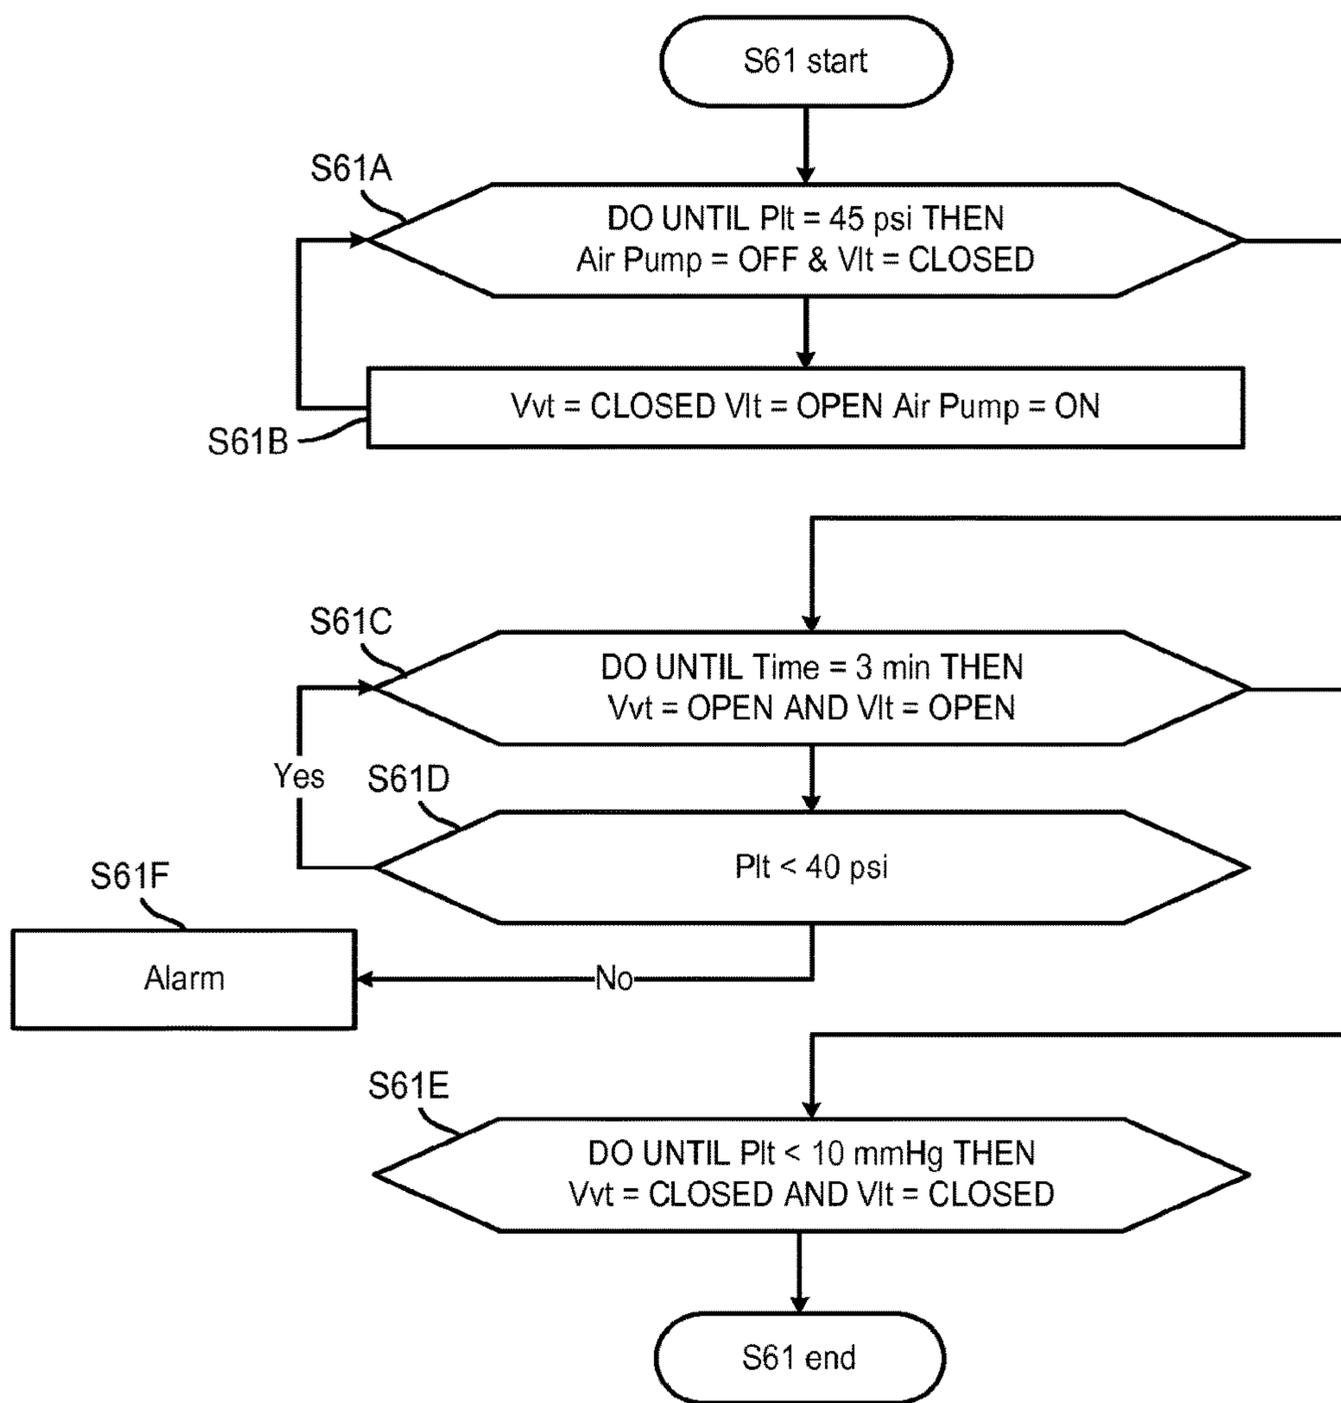 S61 start
S61A
DO UNTIL Plt = 45 psi THEN
Air Pump = OFF & Vlt = CLOSED
Vvt = CLOSED Vlt = OPEN Air Pump = ON
S61B
S61C
DO UNTIL Time = 3 min THEN
Vvt = OPEN AND Vlt = OPEN
Yes
S61D
Plt < 40 psi
S61F
Alarm
No
S61E
DO UNTIL Plt < 10 mmHg THEN
Vvt = CLOSED AND Vlt = CLOSED
S61 end